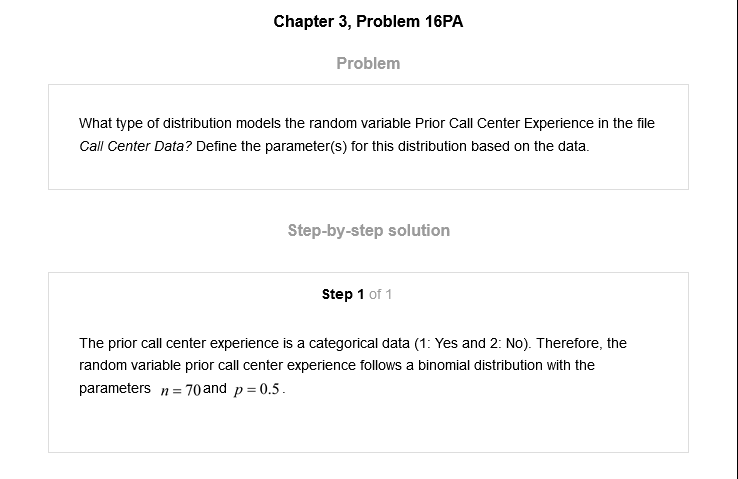 Chapter 3, Problem 16PA
Problem
What type of distribution models the random variable Prior Call Center Experience in the file
Call Center Data? Define the parameter(s) for this distribution based on the data.
Step-by-step solution
Step 1 of 1
The prior call center experience is a categorical data (1: Yes and 2: No). Therefore, the
random variable prior call center experience follows a binomial distribution with the
parameters n = 70 and p = 0.5.